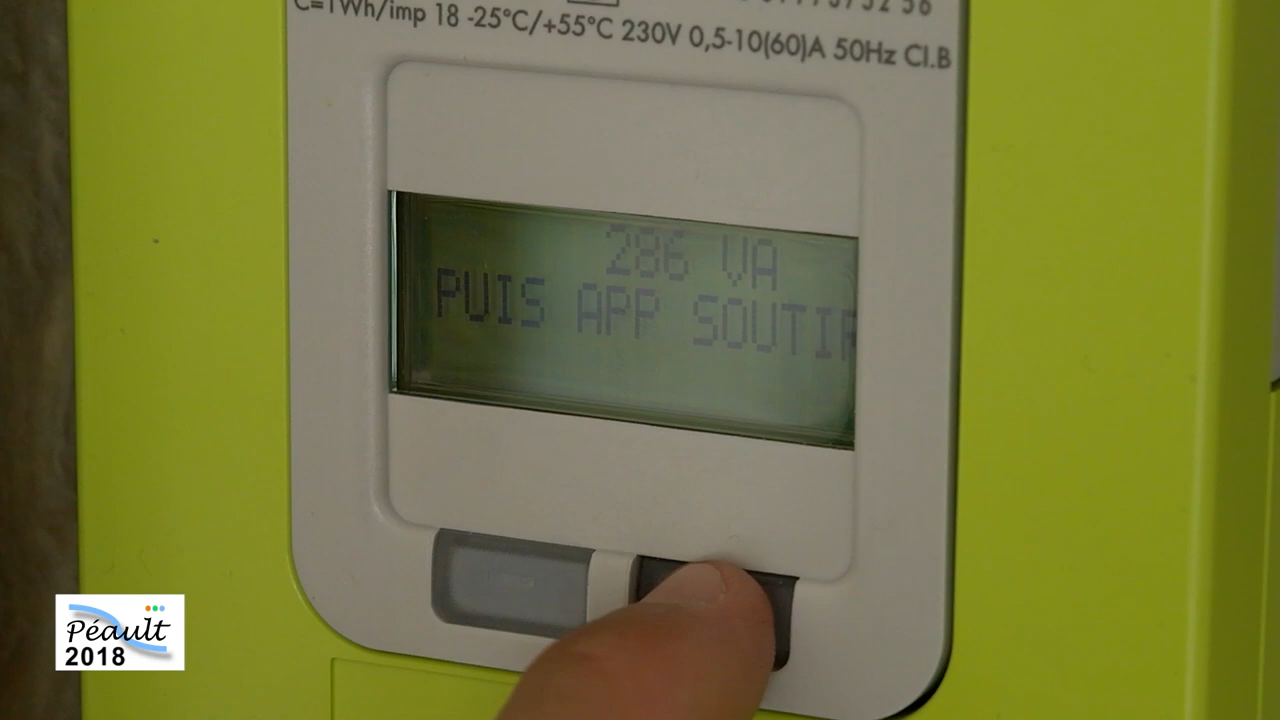 C=1Wh/imp 18 -25°C/+55°C 230V 0,5-10(60)A 50Hz Cl.B
286 VA
PUIS APP SOUTIR
Péault
2018